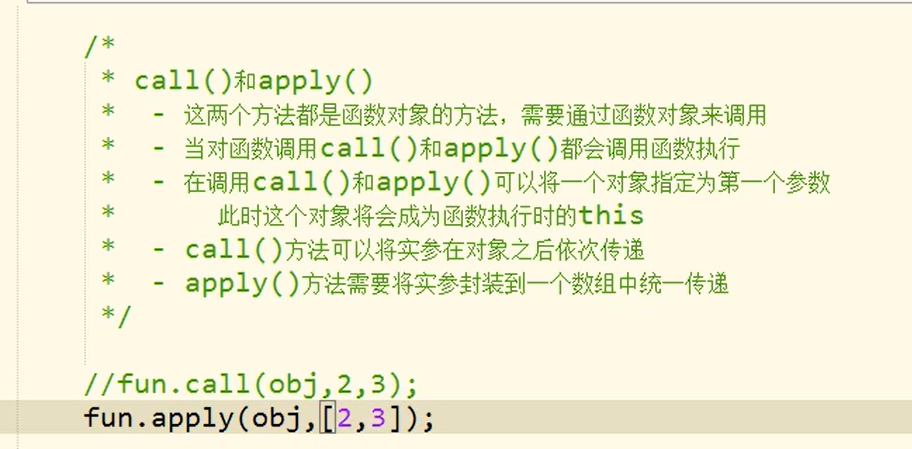 /*
 * call()和apply()
 *  - 这两个方法都是函数对象的方法，需要通过函数对象来调用
 *  - 当对函数调用call()和apply()都会调用函数执行
 *  - 在调用call()和apply()可以将一个对象指定为第一个参数
 *      此时这个对象将会成为函数执行时的this
 *  - call()方法可以将实参在对象之后依次传递
 *  - apply()方法需要将实参封装到一个数组中统一传递
 */
//fun.call(obj,2,3);
fun.apply(obj,[2,3]);